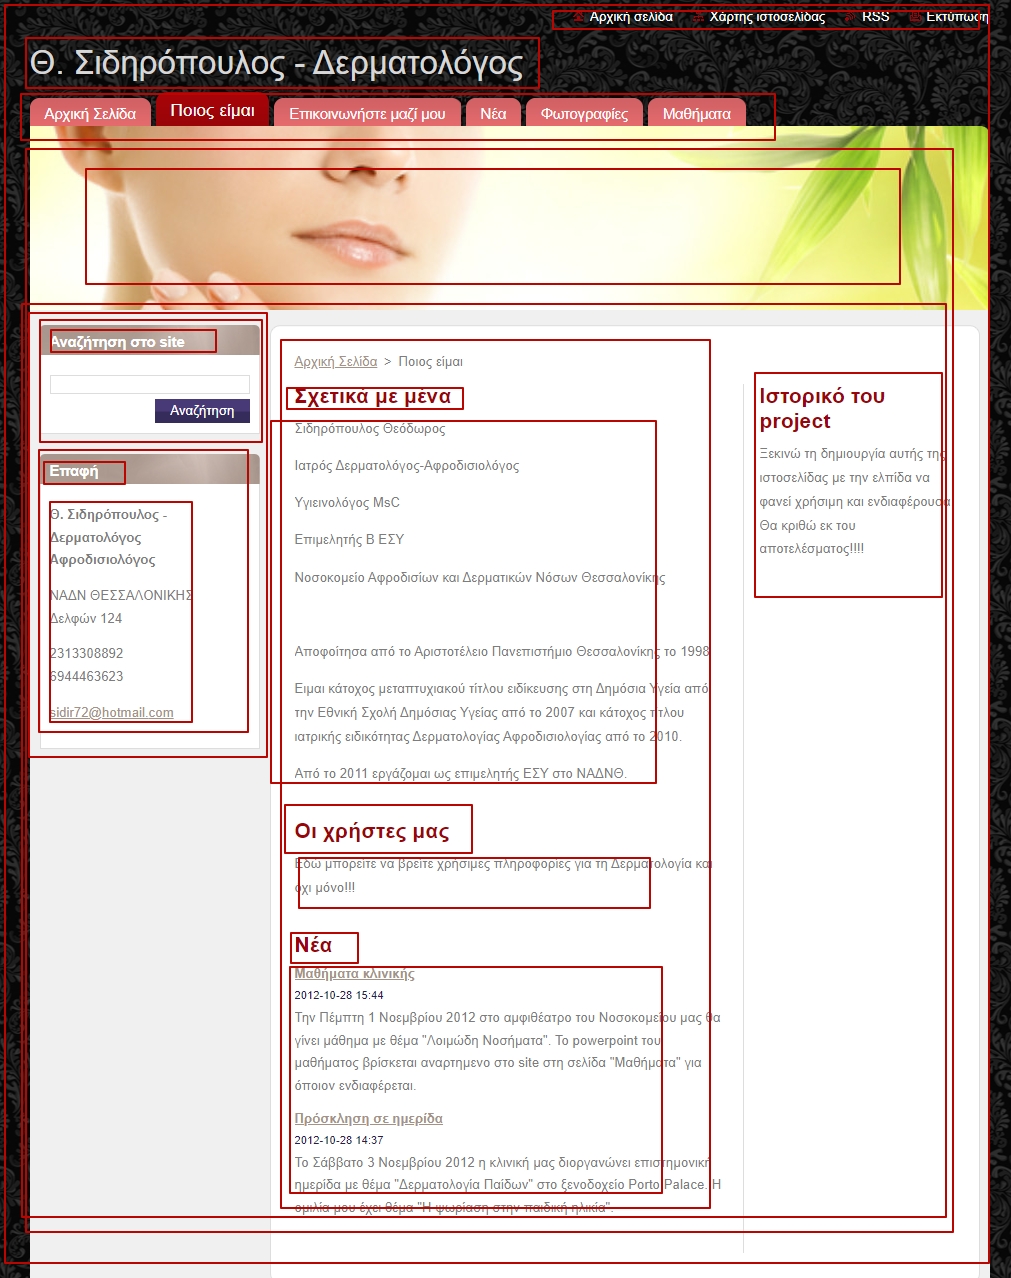 Αρχική σελίδα Χάρτης ιστοσελίδας RSS Εκτύπωση
Θ. Σιδηρόπουλος - Δερματολόγος
Αρχική Σελίδα Ποιος είμαι Επικοινωνήστε μαζί μου Νέα Φωτογραφίες Μαθήματα
Αναζήτηση στο site
Αναζήτηση
Επαφή
Θ. Σιδηρόπουλος -
Δερματολόγος
Αφροδισιολόγος
ΝΑΔΝ ΘΕΣΣΑΛΟΝΙΚΗΣ
Δελφών 124
2313308892
6944463623
sidir72@hotmail.com
Αρχική Σελίδα > Ποιος είμαι
Σχετικά με μένα
Σιδηρόπουλος Θεόδωρος
Ιατρός Δερματολόγος-Αφροδισιολόγος
Υγιεινολόγος MsC
Επιμελητής Β ΕΣΥ
Νοσοκομείο Αφροδισίων και Δερματικών Νόσων Θεσσαλονίκης
Αποφοίτησα από το Αριστοτέλειο Πανεπιστήμιο Θεσσαλονίκης το 1998
Ειμαι κάτοχος μεταπτυχιακού τίτλου ειδίκευσης στη Δημόσια Υγεία από
την Εθνική Σχολή Δημόσιας Υγείας από το 2007 και κάτοχος τίτλου
ιατρικής ειδικότητας Δερματολογίας Αφροδισιολογίας από το 2010.
Από το 2011 εργάζομαι ως επιμελητής ΕΣΥ στο ΝΑΔΝΘ.
Οι χρήστες μας
Εδώ μπορείτε να βρείτε χρήσιμες πληροφορίες για τη Δερματολογία και
όχι μόνο!!!
Νέα
Μαθήματα κλινικής
2012-10-28 15:44
Την Πέμπτη 1 Νοεμβρίου 2012 στο αμφιθέατρο του Νοσοκομείου μας θα
γίνει μάθημα με θέμα "Λοιμώδη Νοσήματα". Το powerpoint του
μαθήματος βρίσκεται αναρτημενο στο site στη σελίδα "Μαθήματα" για
όποιον ενδιαφέρεται.
Πρόσκληση σε ημερίδα
2012-10-28 14:37
Το Σάββατο 3 Νοεμβρίου 2012 η κλινική μας διοργανώνει επιστημονική
ημερίδα με θέμα "Δερματολογία Παίδων" στο ξενοδοχείο Porto Palace. Η
ομιλία μου έχει θέμα "Η ψωρίαση στην παιδική ηλικία".
Ιστορικό του
project
Ξεκινώ τη δημιουργία αυτής της
ιστοσελίδας με την ελπίδα να
φανεί χρήσιμη και ενδιαφέρουσα
Θα κριθώ εκ του
αποτελέσματος!!!!